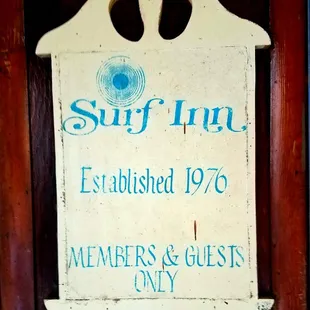 Surf Inn
Established 1976
MEMBERS & GUESTS
ONLY